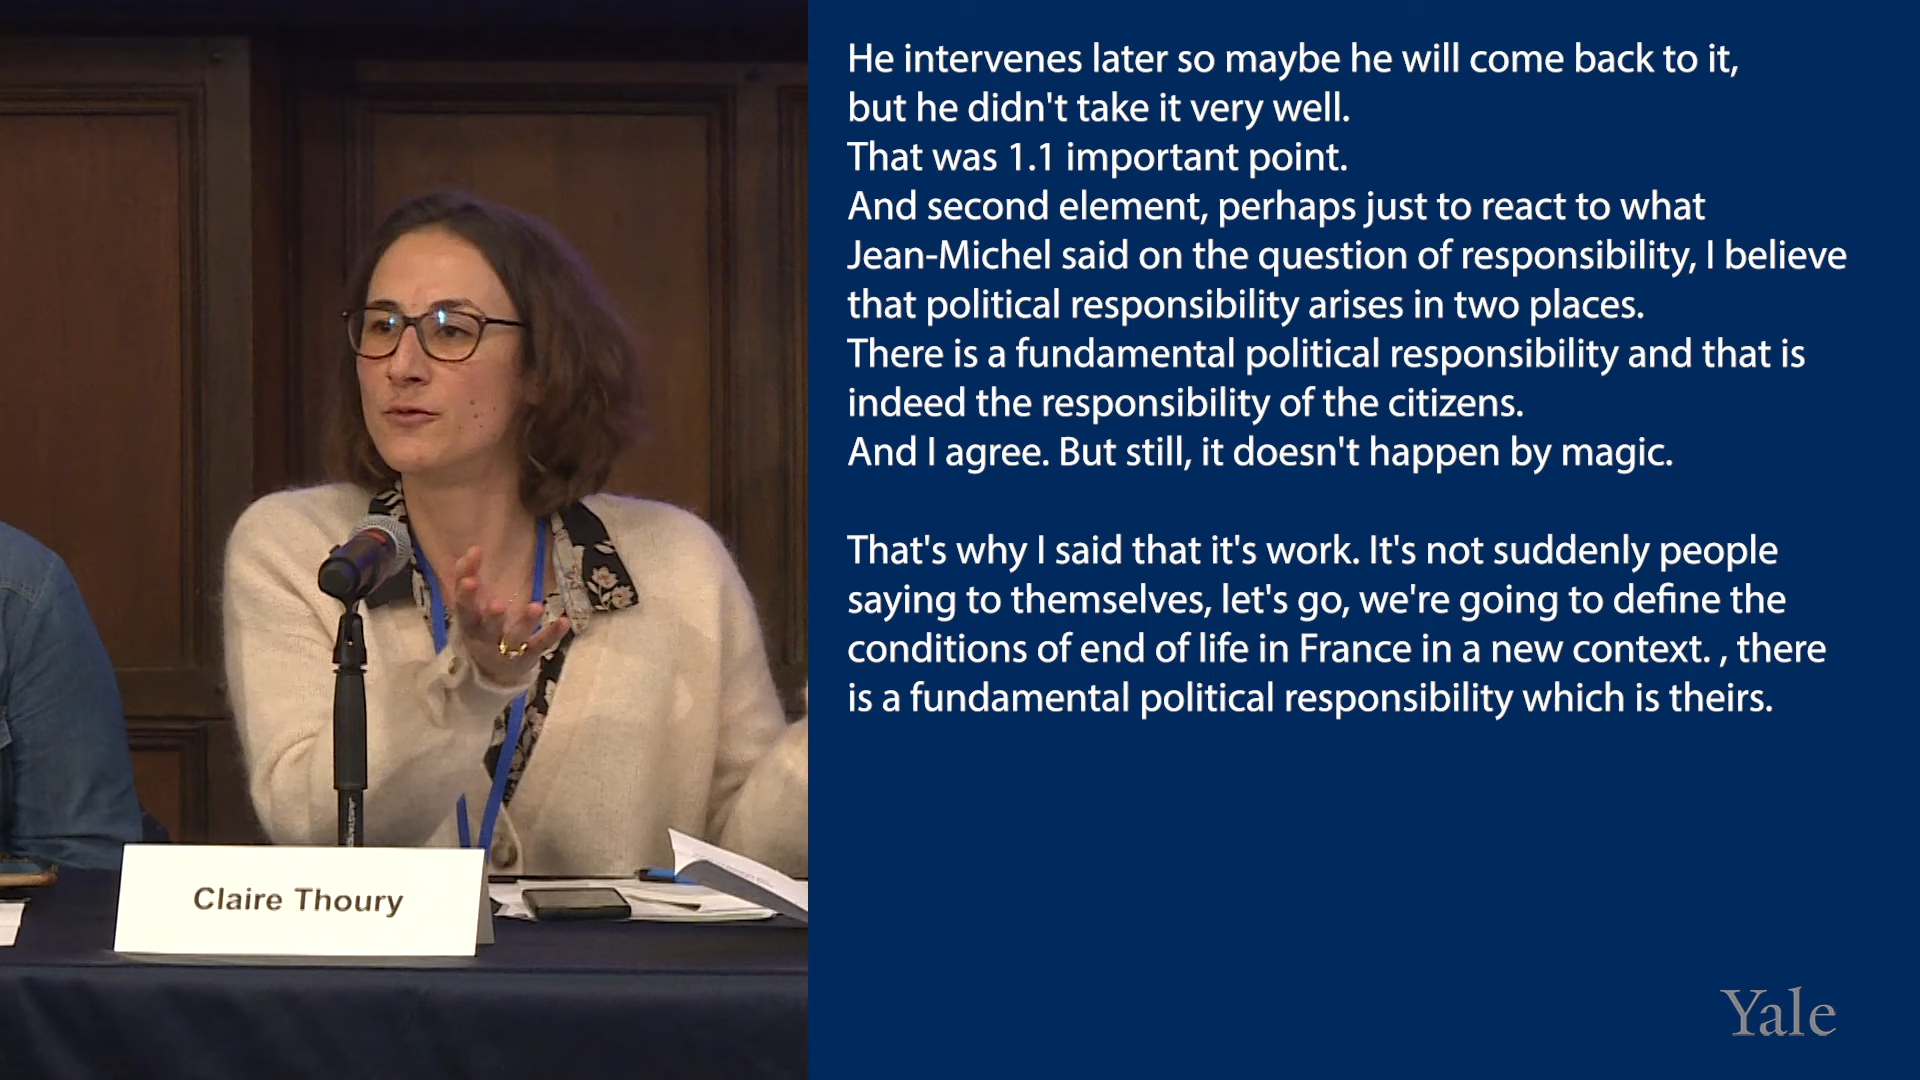 He intervenes later so maybe he will come back to it,
but he didn't take it very well.
That was 1.1 important point.
And second element, perhaps just to react to what
Jean-Michel said on the question of responsibility, I believe
that political responsibility arises in two places.
There is a fundamental political responsibility and that is
indeed the responsibility of the citizens.
And I agree. But still, it doesn't happen by magic.
That's why I said that it's work. It's not suddenly people
saying to themselves, let's go, we're going to define the
conditions of end of life in France in a new context. , there
is a fundamental political responsibility which is theirs.
Claire Thoury
Yale